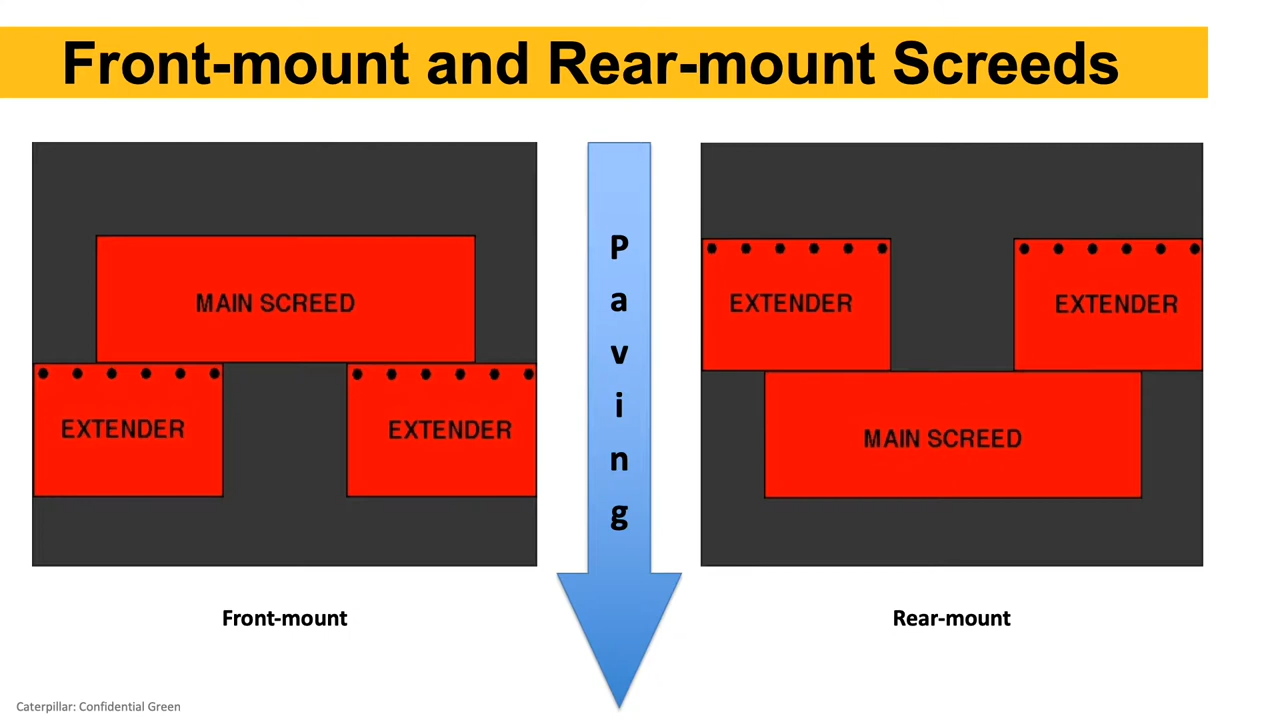 Front-mount and Rear-mount Screeds
MAIN SCREED
EXTENDER
EXTENDER
Front-mount
P
a
v
i
n
g
EXTENDER
EXTENDER
MAIN SCREED
Rear-mount
Caterpillar: Confidential Green